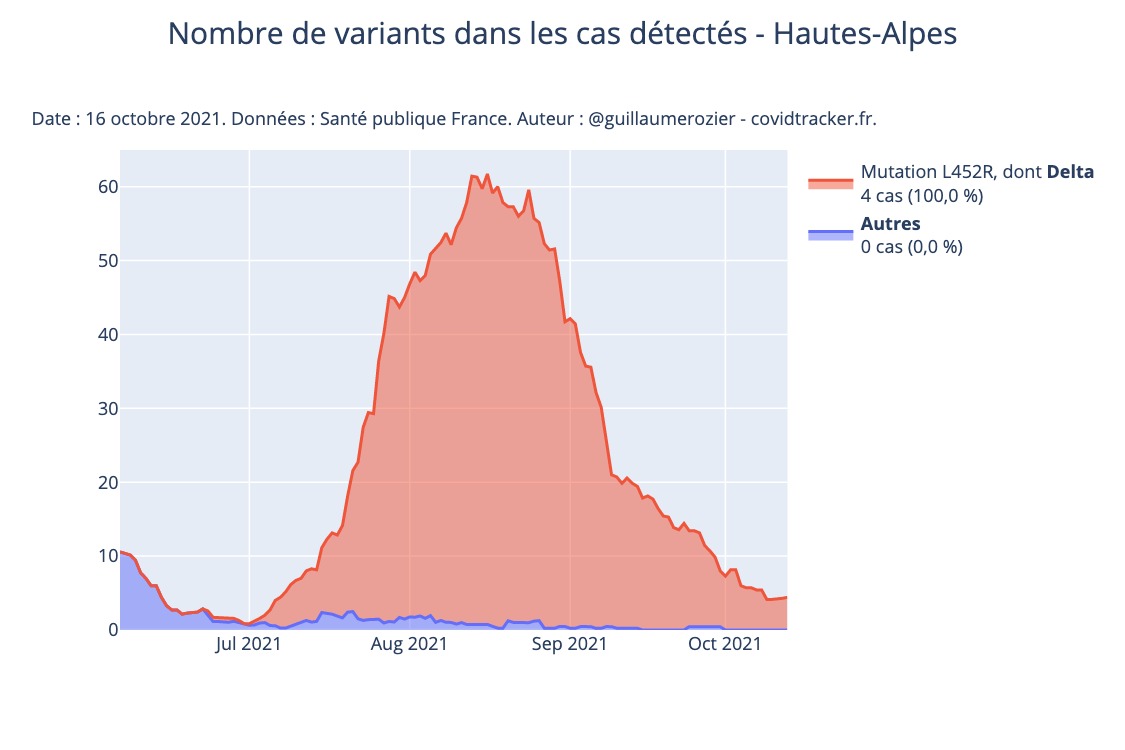 Nombre de variants dans les cas détectés - Hautes-Alpes
Date : 16 octobre 2021. Données : Santé publique France. Auteur : @guillaumerozier - covidtracker.fr.
Mutation L452R, dont Delta
4 cas (100,0 %)
Autres
0 cas (0,0 %)
60
50
40
30
20
10
0
Jul 2021
Aug 2021
Sep 2021
Oct 2021